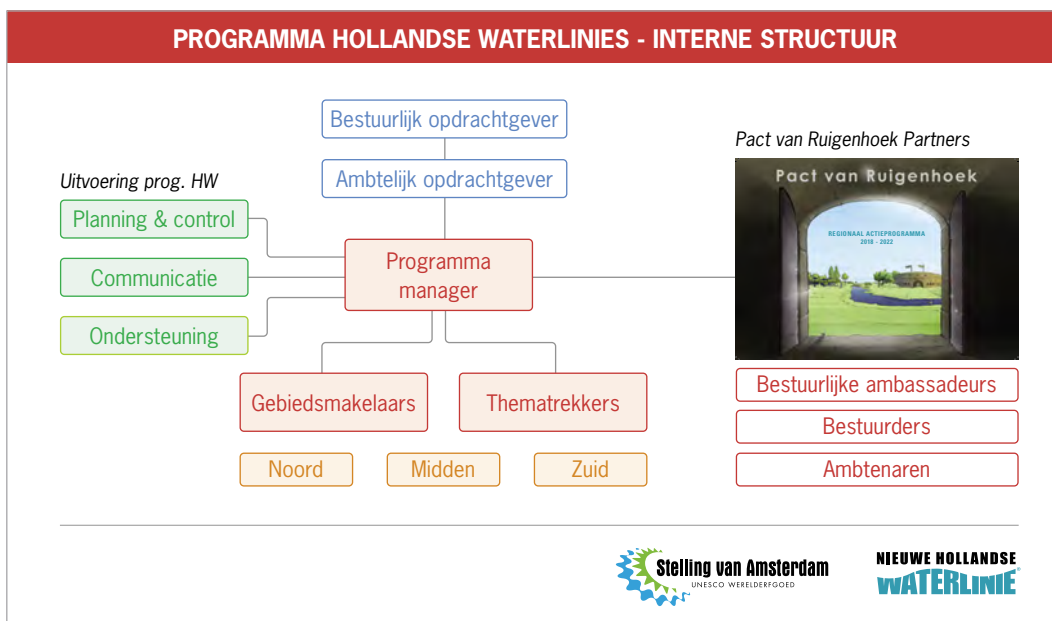 PROGRAMMA HOLLANDSE WATERLINIES - INTERNE STRUCTUUR
Bestuurlijk opdrachtgever
Ambtelijk opdrachtgever
Uitvoering prog. HW
Planning & control
Communicatie
Ondersteuning
Programma
manager
Gebiedsmakelaars
Thematrekkers
Noord
Midden
Zuid
Pact van Ruigenhoek Partners
Pact van Ruigenhoek
REGIONAAL ACTIEPROGRAMMA
2018 - 2022
Bestuurlijke ambassadeurs
Bestuurders
Ambtenaren
Stelling van Amsterdam
UNESCO WERELDERFGOED
NIEUWE HOLLANDSE
WATERLINIE